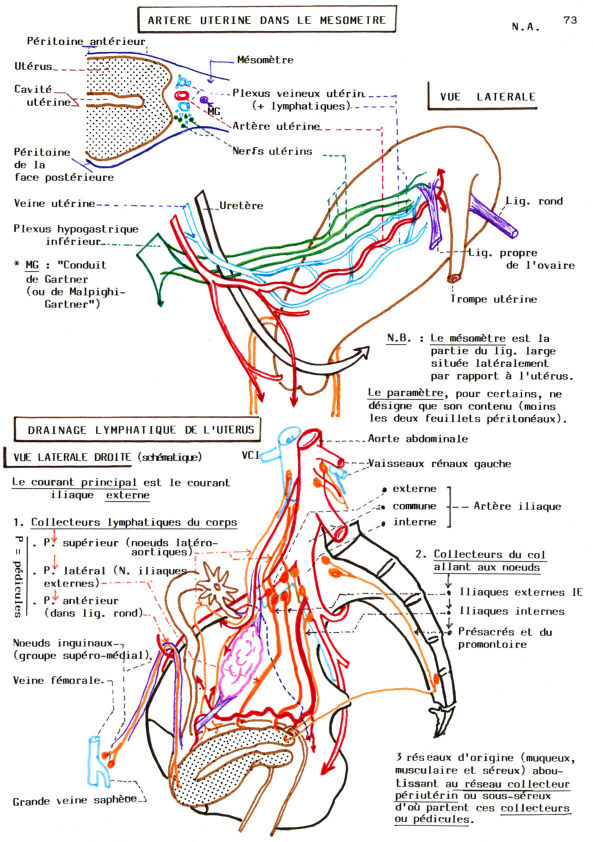 ARTERE UTERINE DANS LE MESOMETRE
N.A.
73
Péritoine antérieur
Utérus
Cavité
utérine
Péritoine
de la
face postérieure
Mésomètre
MG
Plexus veineux utérin
(+ lymphatiques)
Artère utérine
Nerfs utérins
VUE LATERALE
Veine utérine
Uretère
Plexus hypogastrique
inférieur
* MG : "Conduit
de Gartner
(ou de Malpighi-
Gartner")
Lig. rond
Lig. propre
de l'ovaire
Trompe utérine
N.B. : Le mésomètre est la
partie du lig. large
située latéralement
par rapport à l'utérus.
Le paramètre, pour certains, ne
désigne que son contenu (moins
les deux feuillets péritonéaux).
DRAINAGE LYMPHATIQUE DE L'UTERUS
VUE LATERALE DROITE (schématique)
Le courant principal est le courant
iliaque externe
VCI
Aorte abdominale
Vaisseaux rénaux gauche
externe
commune
interne
Artère iliaque
1. Collecteurs lymphatiques du corps
P = pédicules
. P. supérieur (noeuds latéro-
aortiques)
. P. latéral (N. iliaques
externes)
. P. antérieur
(dans lig. rond)
Noeuds inguinaux
(groupe supéro-médial)
Veine fémorale
Grande veine saphène
2. Collecteurs du col
allant aux noeuds
Iliaques externes IE
Iliaques internes
Présacrés et du
promontoire
3 réseaux d'origine (muqueux,
musculaire et séreux) abou-
tissant au réseau collecteur
périutérin ou sous-séreux
d'où partent ces collecteurs
ou pédicules.